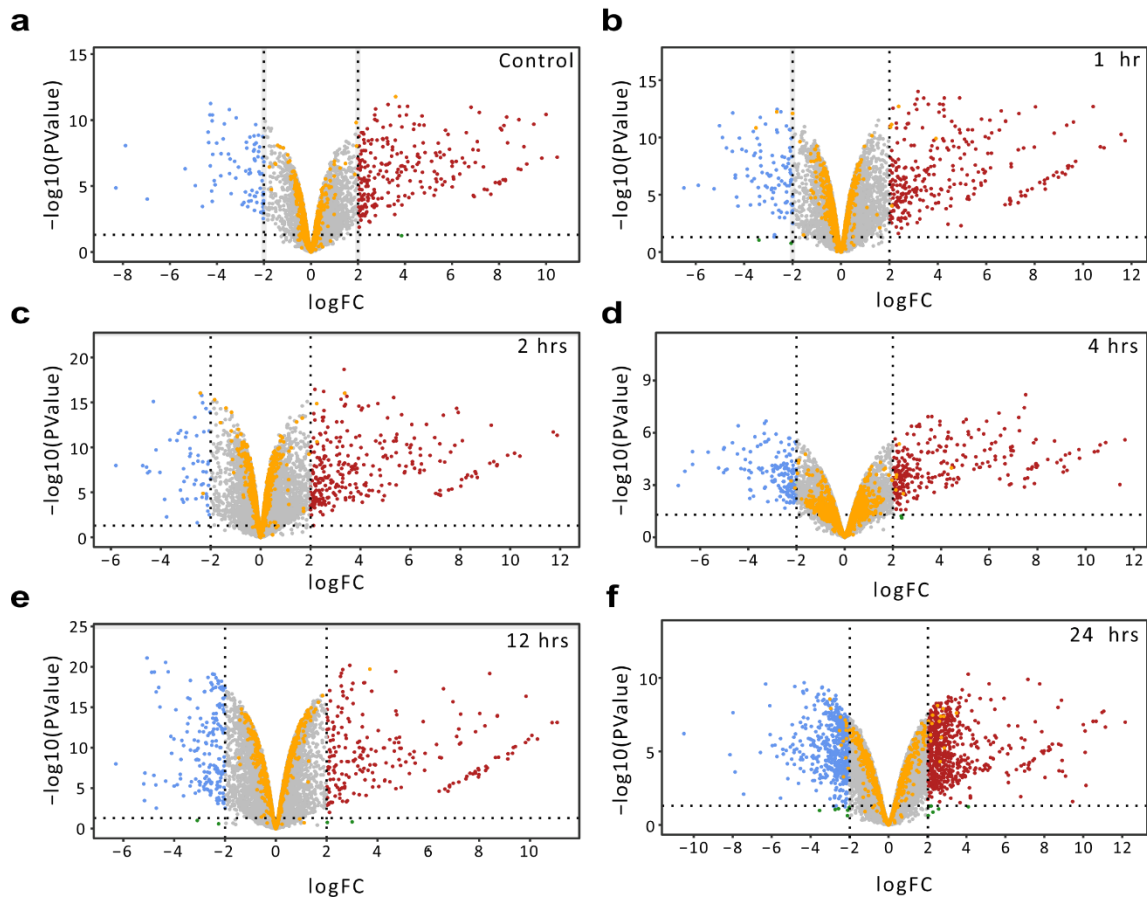 a
Control
15
10
5
0
−log10(PValue)
−8 −6 −4 −2 0 2 4 6 8 10
logFC
b
1 hr
15
10
5
0
−log10(PValue)
−6 −4 −2 0 2 4 6 8 10 12
logFC
c
2 hrs
20
15
10
5
0
−log10(PValue)
−6 −4 −2 0 2 4 6 8 10 12
logFC
d
4 hrs
9
6
3
0
−log10(PValue)
−6 −4 −2 0 2 4 6 8 10 12
logFC
e
12 hrs
25
20
15
10
5
0
−log10(PValue)
−6 −4 −2 0 2 4 6 8 10
logFC
f
24 hrs
10
5
0
−log10(PValue)
−10 −8 −6 −4 −2 0 2 4 6 8 10 12
logFC